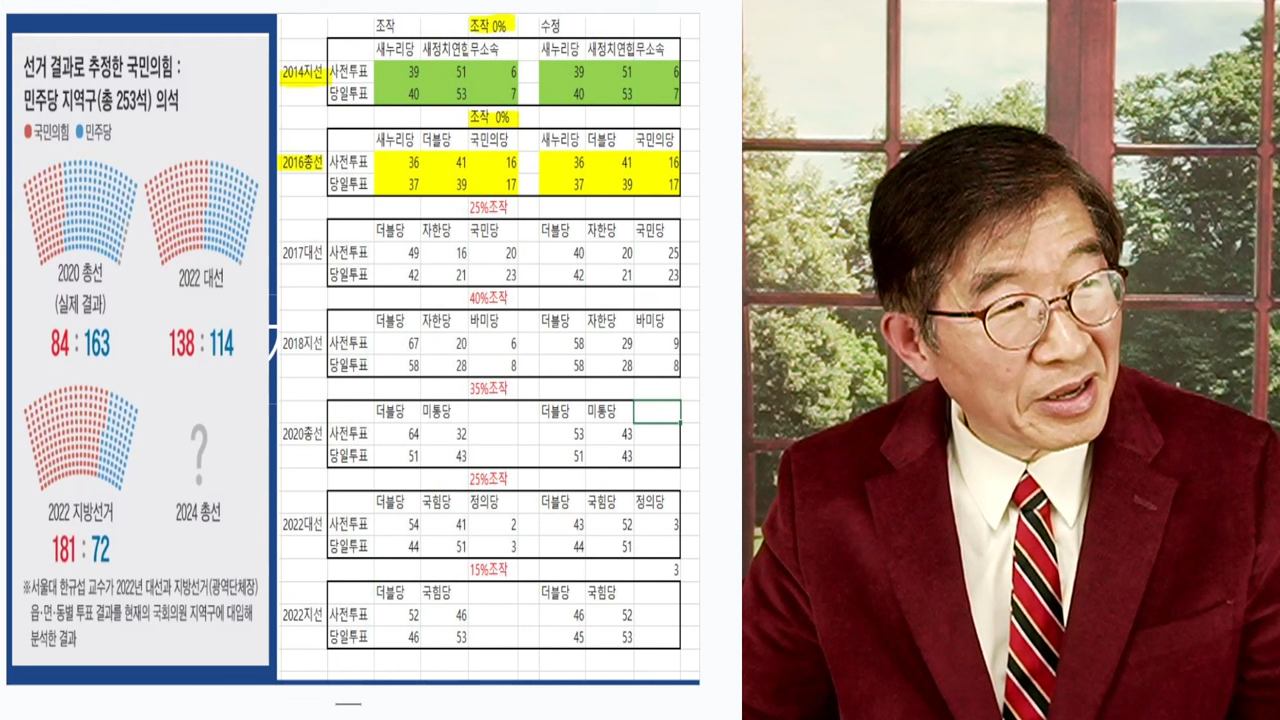 선거 결과로 추정한 국민의힘 :
민주당 지역구(총 253석) 의석
국민의힘 민주당
2020 총선
(실제 결과)
84 : 163
2022 대선
138 : 114
2022 지방선거
181 : 72
?
2024 총선
※서울대 한규섭 교수가 2022년 대선과 지방선거(광역단체장)
읍·면·동별 투표 결과를 현재의 국회의원 지역구에 대입해
분석한 결과
조작 조작 0% 수정
새누리당 새정치연합 무소속 새누리당 새정치연합 무소속
2014지선 사전투표 39 51 6 39 51 6
당일투표 40 53 7 40 53 7
조작 0%
새누리당 더블당 국민의당 새누리당 더블당 국민의당
2016총선 사전투표 36 41 16 36 41 16
당일투표 37 39 17 37 39 17
25%조작
더블당 자한당 국민당 더블당 자한당 국민당
2017대선 사전투표 49 16 20 40 20 25
당일투표 42 21 23 42 21 23
40%조작
더블당 자한당 바미당 더블당 자한당 바미당
2018지선 사전투표 67 20 6 58 29 9
당일투표 58 28 8 58 28 8
35%조작
더블당 미통당 더블당 미통당
2020총선 사전투표 64 32 53 43
당일투표 51 43 51 43
25%조작
더블당 국힘당 정의당 더블당 국힘당 정의당
2022대선 사전투표 54 41 2 43 52 3
당일투표 44 51 3 44 51
15%조작 3
더블당 국힘당 더블당 국힘당
2022지선 사전투표 52 46 46 52
당일투표 46 53 45 53